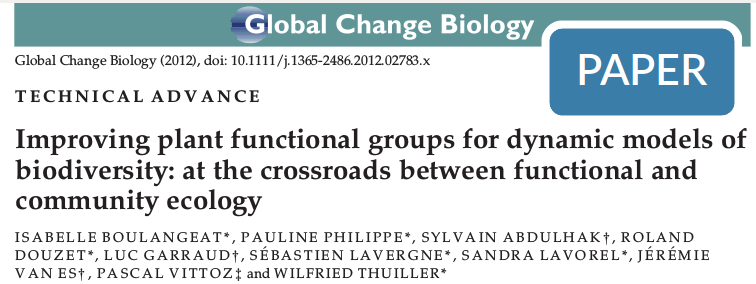 Global Change Biology
Global Change Biology (2012), doi: 10.1111/j.1365-2486.2012.02783.x
PAPER
TECHNICAL ADVANCE
Improving plant functional groups for dynamic models of
biodiversity: at the crossroads between functional and
community ecology
ISABELLE BOULANGEAT*, PAULINE PHILIPPE*, SYLVAIN ABDULHAK†, ROLAND
DOUZET*, LUC GARRAUD†, SÉBASTIEN LAVERGNE*, SANDRA LAVOREL*, JÉRÉMIE
VAN ES†, PASCAL VITTOZ‡ and WILFRIED THUILLER*